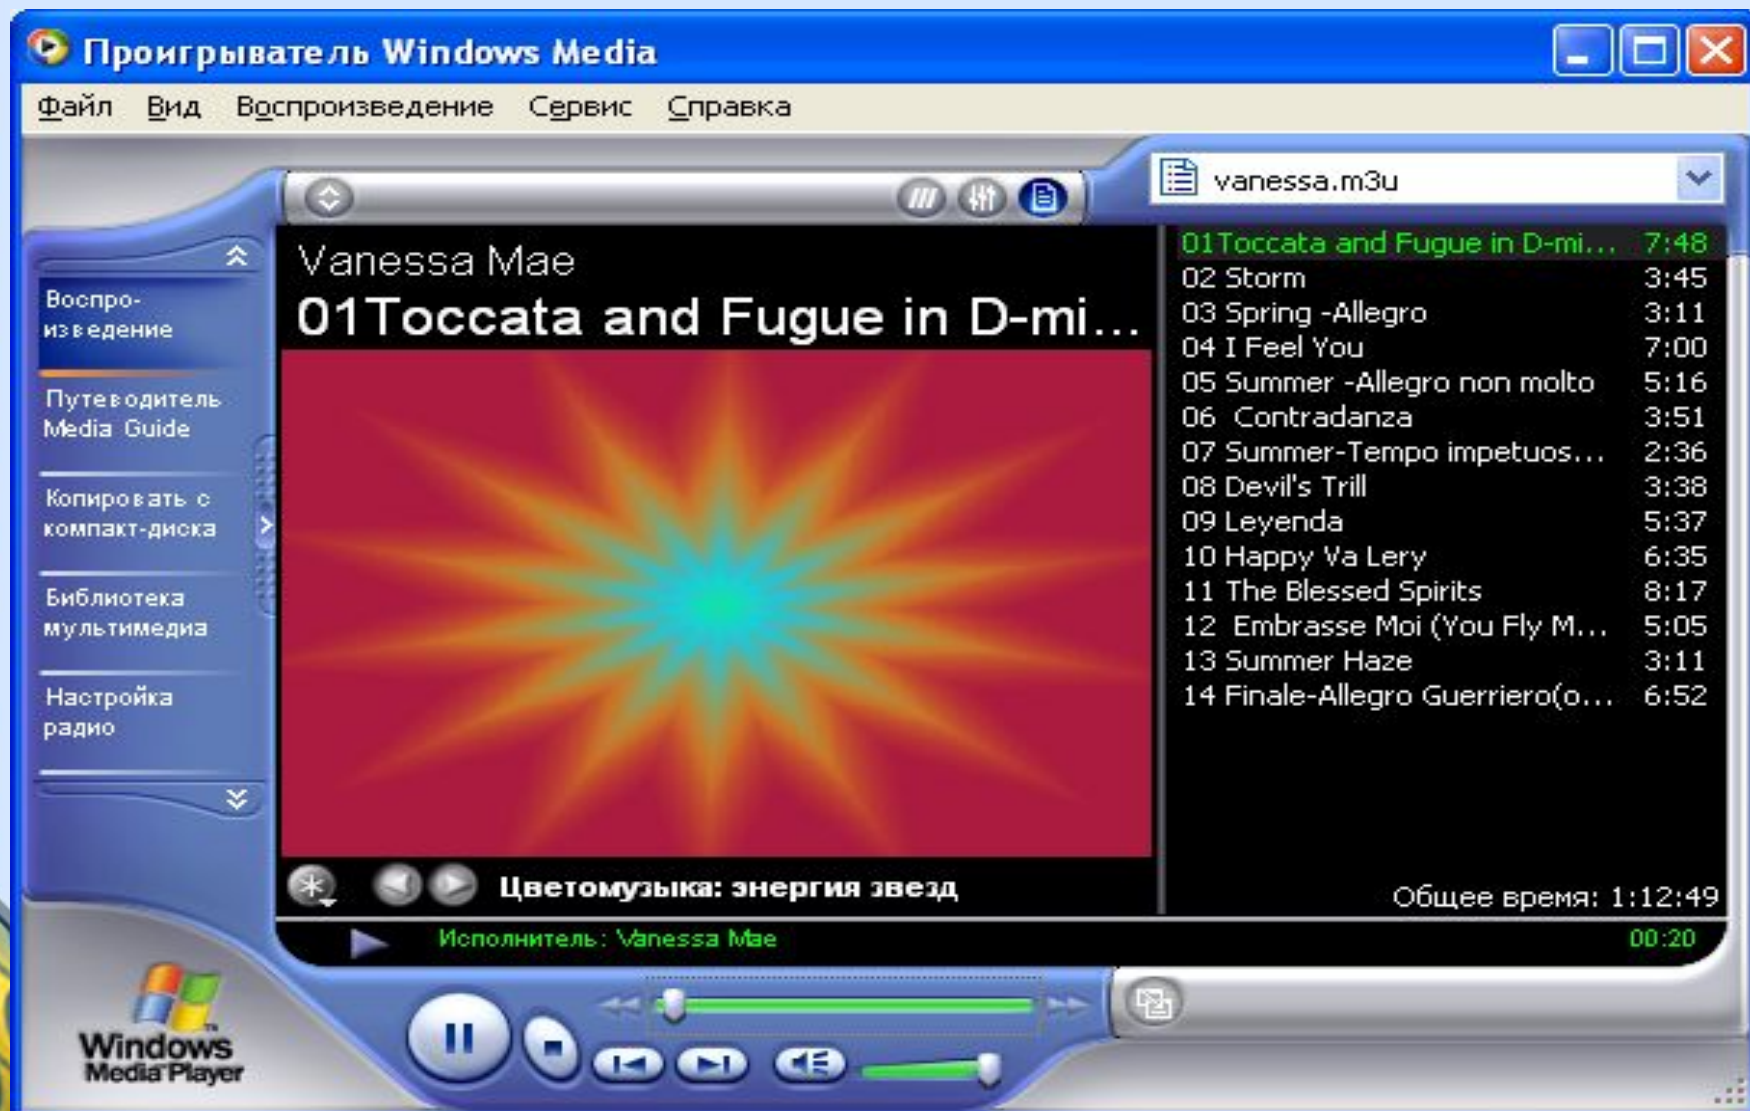 Проигрыватель Windows Media
Файл Вид Воспроизведение Сервис Справка
vanessa.m3u
Воспро-
изведение
Путеводитель
Media Guide
Копировать с
компакт-диска
Библиотека
мультимедиа
Настройка
радио
Vanessa Mae
01Toccata and Fugue in D-mi...
01Toccata and Fugue in D-mi... 7:48
02 Storm 3:45
03 Spring -Allegro 3:11
04 I Feel You 7:00
05 Summer -Allegro non molto 5:16
06  Contradanza 3:51
07 Summer-Tempo impetuos... 2:36
08 Devil's Trill 3:38
09 Leyenda 5:37
10 Happy Va Lery 6:35
11 The Blessed Spirits 8:17
12  Embrasse Moi (You Fly M... 5:05
13 Summer Haze 3:11
14 Finale-Allegro Guerriero(o... 6:52
Цветомузыка: энергия звезд
Общее время: 1:12:49
Исполнитель: Vanessa Mae 00:20
Windows
Media Player